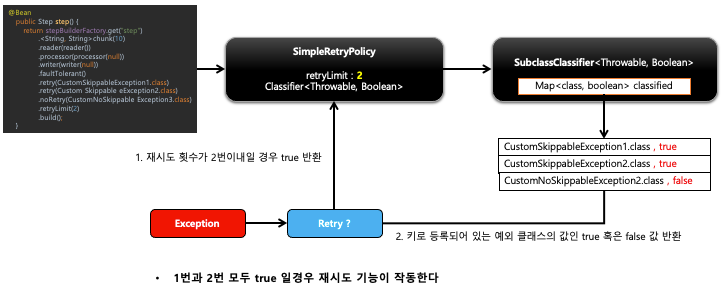 @Bean
public Step step() {
return stepBuilderFactory.get("step")
.<String, String>chunk(10)
.reader(reader())
.processor(processor(null))
.writer(writer(null))
.faultTolerant()
.retry(CustomSkippableException1.class)
.retry(Custom Skippable eException2.class)
.noRetry(CustomNoSkippable Exception3.class)
.retryLimit(2)
.build();
}
SimpleRetryPolicy
retryLimit : 2
Classifier<Throwable, Boolean>
SubclassClassifier<Throwable, Boolean>
Map<class, boolean> classified
CustomSkippableException1.class , true
CustomSkippableException2.class , true
CustomNoSkippableException2.class , false
1. 재시도 횟수가 2번이내일 경우 true 반환
Exception
Retry ?
2. 키로 등록되어 있는 예외 클래스의 값인 true 혹은 false 값 반환
• 1번과 2번 모두 true 일경우 재시도 기능이 작동한다